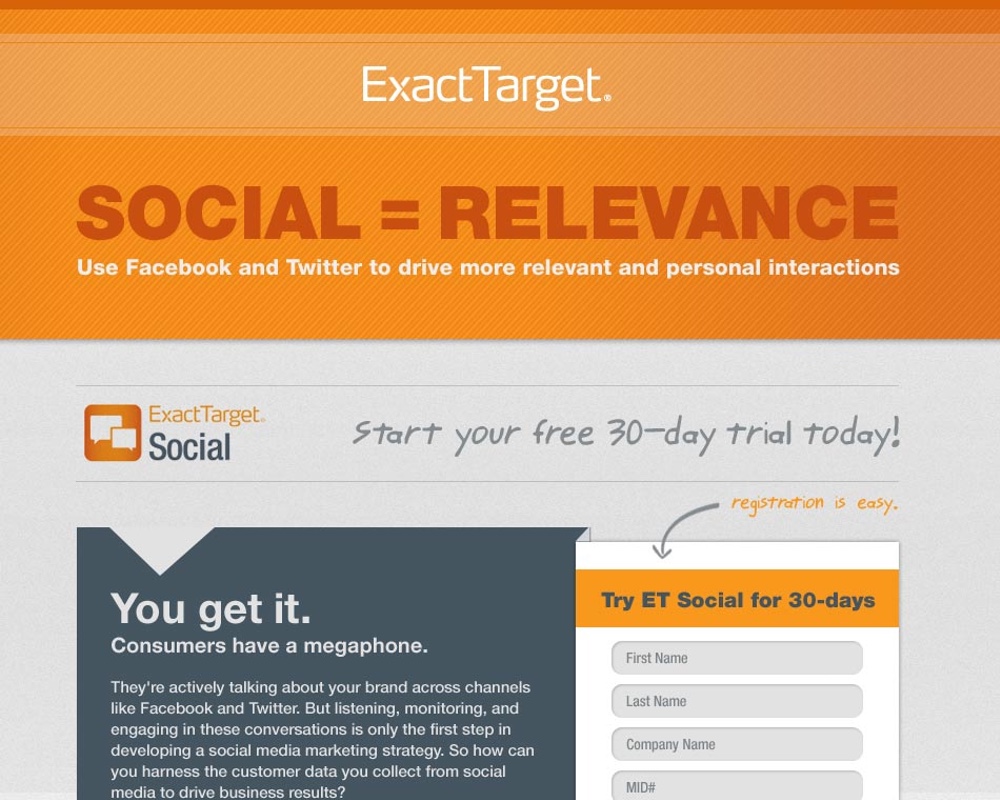 ExactTarget.®
SOCIAL = RELEVANCE
Use Facebook and Twitter to drive more relevant and personal interactions
ExactTarget.
Social
Start your free 30-day trial today!
registration is easy.
You get it.
Consumers have a megaphone.
They're actively talking about your brand across channels
like Facebook and Twitter. But listening, monitoring, and
engaging in these conversations is only the first step in
developing a social media marketing strategy. So how can
you harness the customer data you collect from social
media to drive business results?
Try ET Social for 30-days
First Name
Last Name
Company Name
MID#